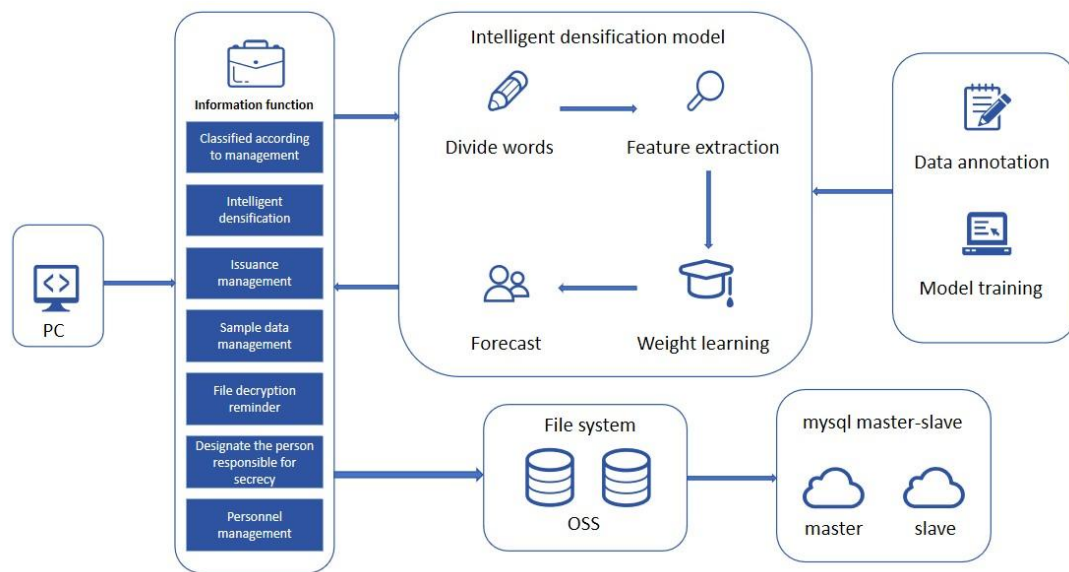 PC
Information function
Classified according
to management
Intelligent
densification
Issuance
management
Sample data
management
File decryption
reminder
Designate the person
responsible for
secrecy
Personnel
management
Intelligent densification model
Divide words
Feature extraction
Forecast
Weight learning
Data annotation
Model training
File system
OSS
mysql master-slave
master
slave